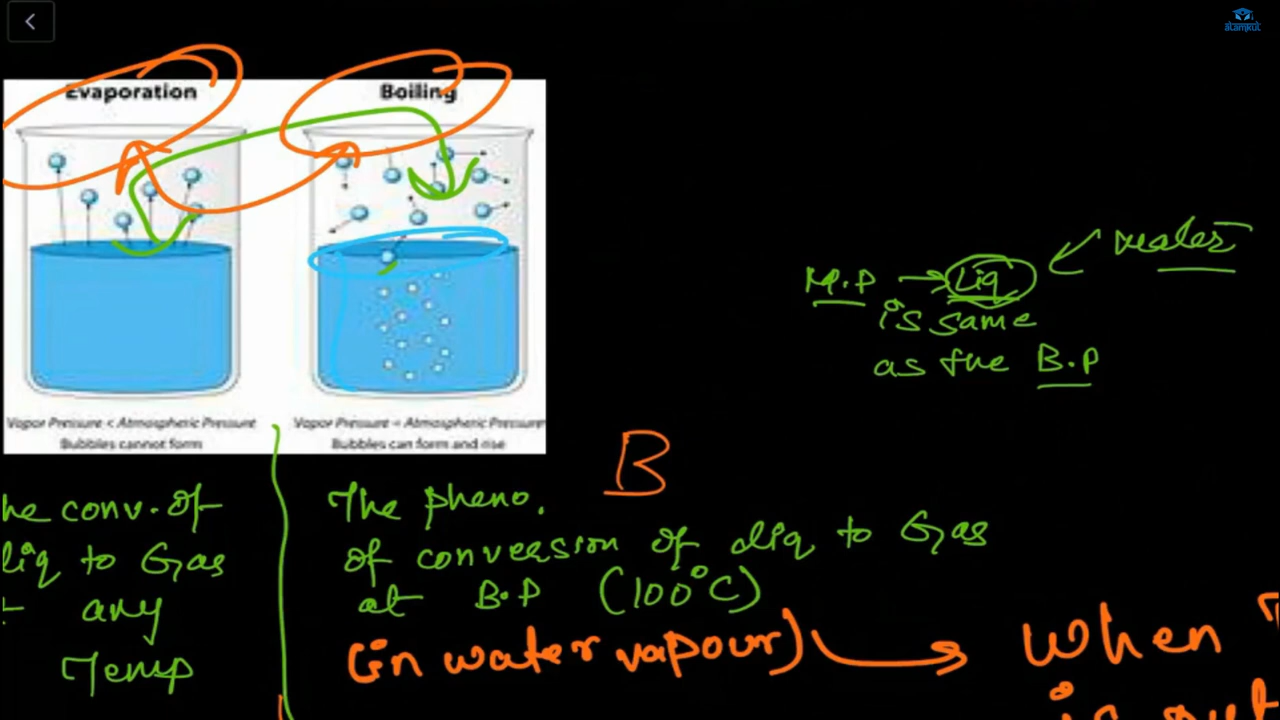 atamkul
Evaporation
Boiling
Vapor Pressure < Atmospheric Pressure
Bubbles cannot form
Vapor Pressure = Atmospheric Pressure
Bubbles can form and rise
M.P → Liq ↙ water
is same
as the B.P
B
he conv. of
liq to Gas
any
Temp
The pheno.
of conversion of liq to Gas
at B.P (100°C)
(in water vapour) → When
is